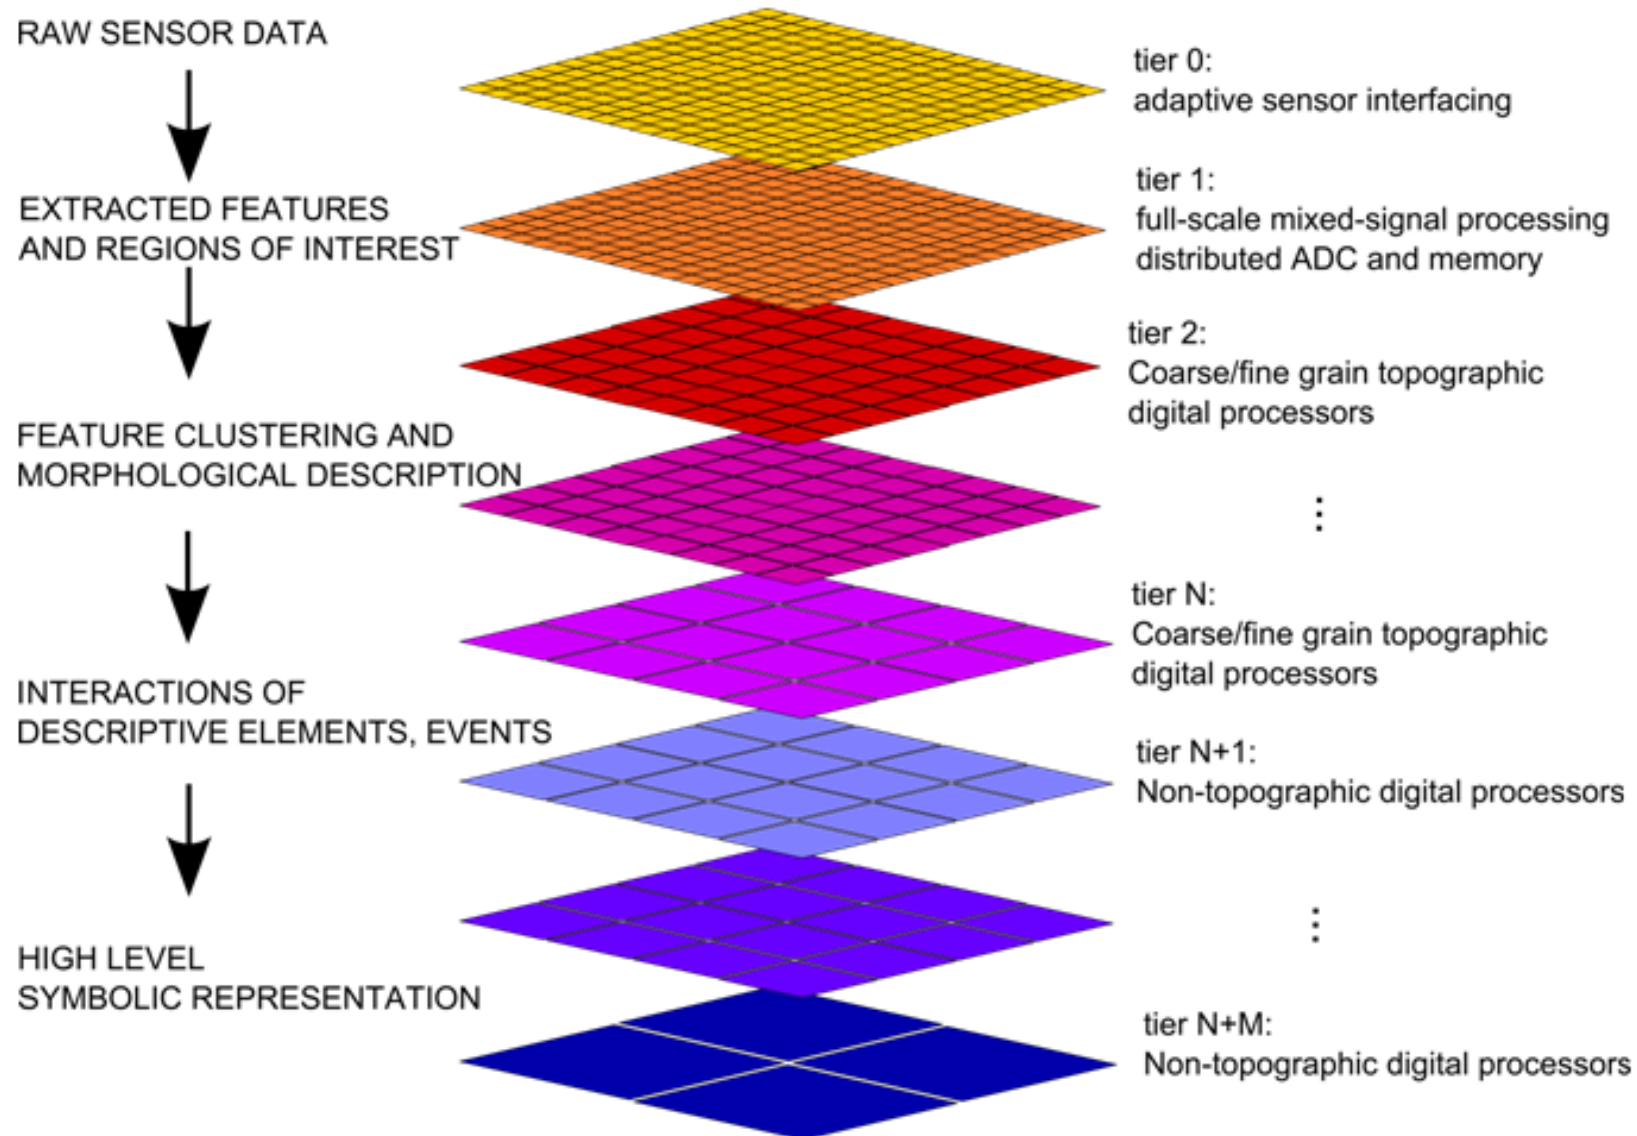 RAW SENSOR DATA
EXTRACTED FEATURES
AND REGIONS OF INTEREST
FEATURE CLUSTERING AND
MORPHOLOGICAL DESCRIPTION
INTERACTIONS OF
DESCRIPTIVE ELEMENTS, EVENTS
HIGH LEVEL
SYMBOLIC REPRESENTATION
tier 0:
adaptive sensor interfacing
tier 1:
full-scale mixed-signal processing
distributed ADC and memory
tier 2:
Coarse/fine grain topographic
digital processors
⋮
tier N:
Coarse/fine grain topographic
digital processors
tier N+1:
Non-topographic digital processors
⋮
tier N+M:
Non-topographic digital processors